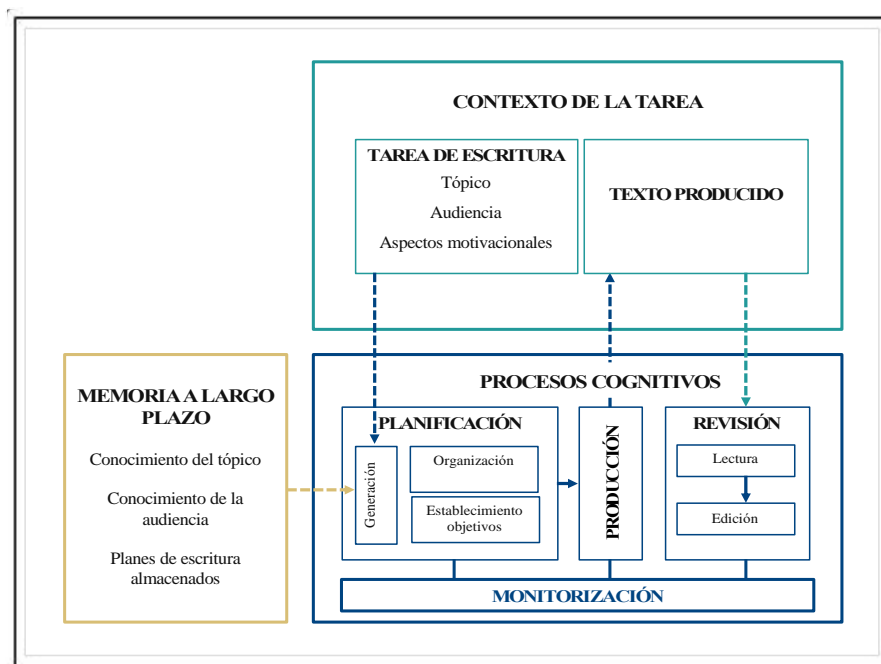 CONTEXTO DE LA TAREA
TAREA DE ESCRITURA
Tópico
Audiencia
Aspectos motivacionales
TEXTO PRODUCIDO
MEMORIA A LARGO
PLAZO
Conocimiento del tópico
Conocimiento de la
audiencia
Planes de escritura
almacenados
PROCESOS COGNITIVOS
PLANIFICACIÓN
Generación
Organización
Establecimiento
objetivos
PRODUCCIÓN
REVISIÓN
Lectura
Edición
MONITORIZACIÓN